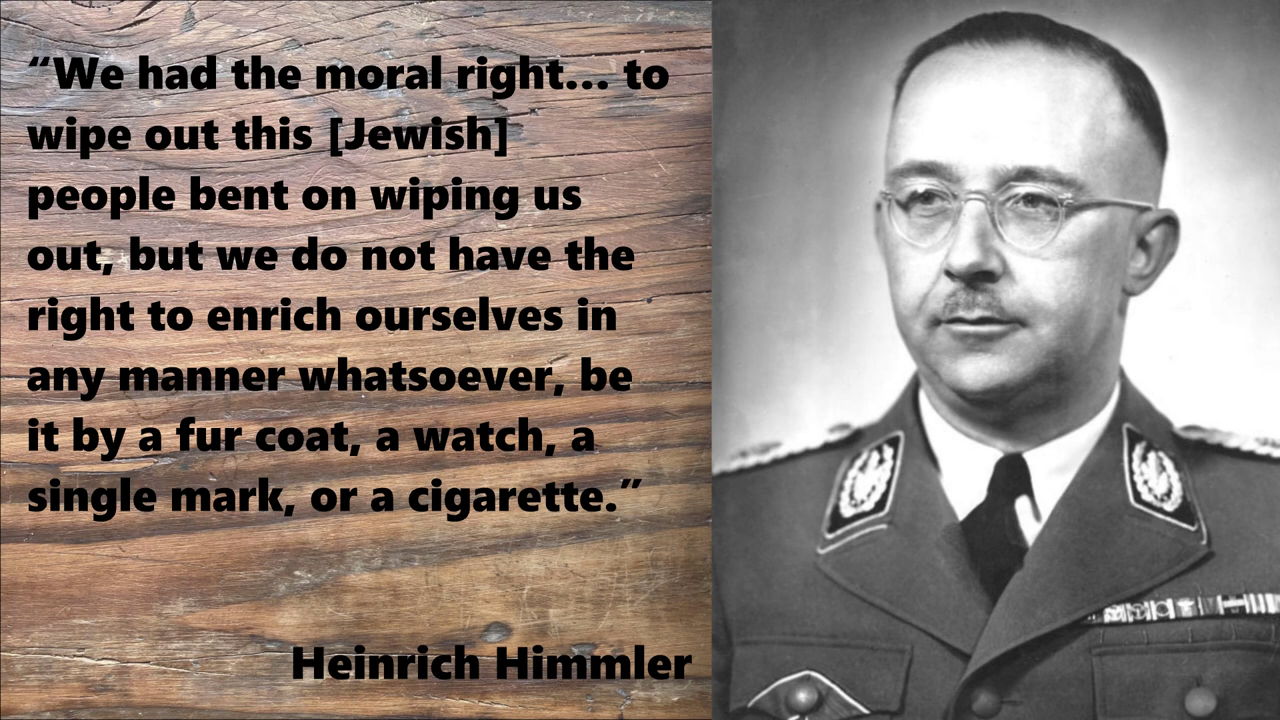 “We had the moral right... to
wipe out this [Jewish]
people bent on wiping us
out, but we do not have the
right to enrich ourselves in
any manner whatsoever, be
it by a fur coat, a watch, a
single mark, or a cigarette.”
Heinrich Himmler